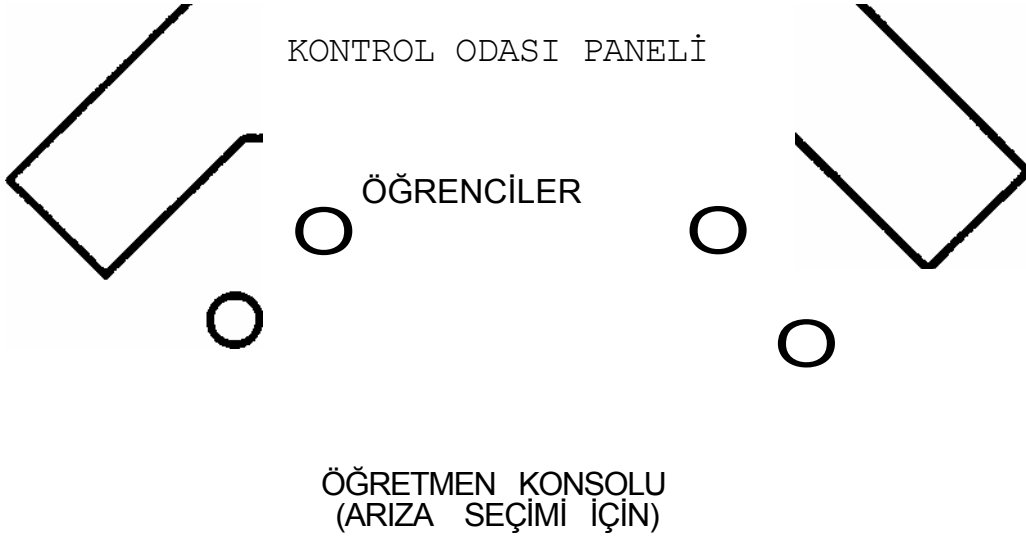 KONTROL ODASI PANELİ
ÖĞRENCİLER
ÖĞRETMEN KONSOLU
(ARIZA SEÇİMİ İÇİN)